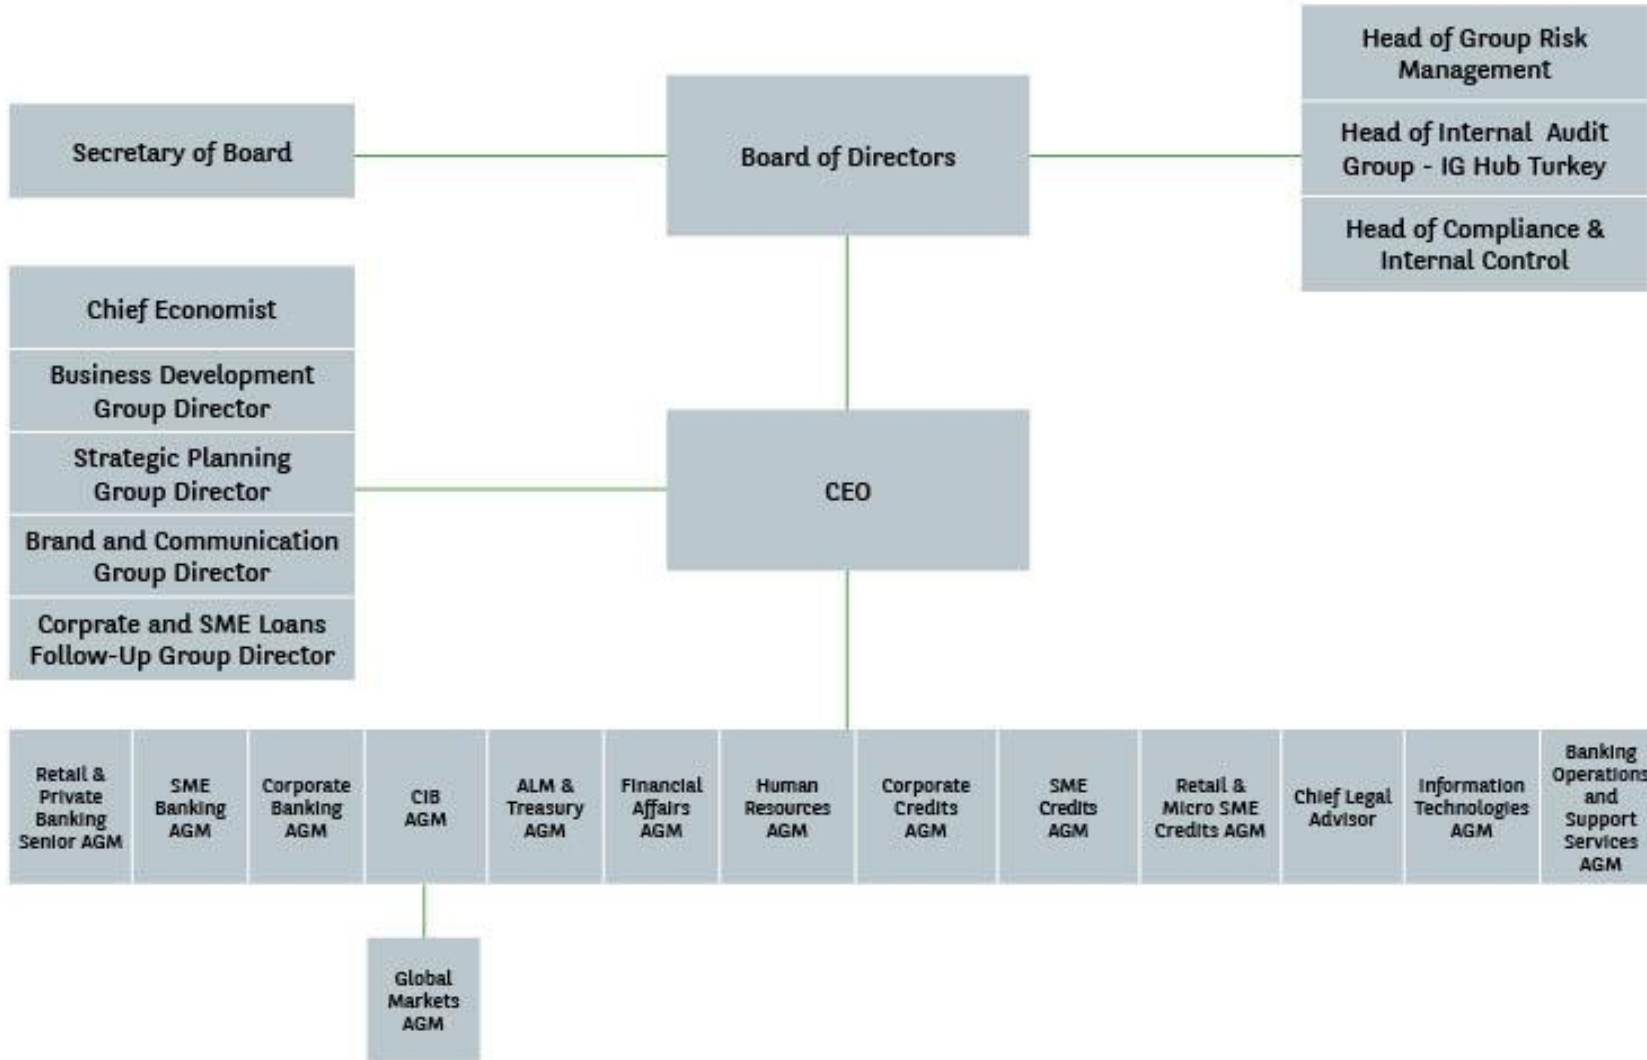 Head of Group Risk
Management
Secretary of Board
Board of Directors
Head of Internal Audit
Group - IG Hub Turkey
Head of Compliance &
Internal Control
Chief Economist
Business Development
Group Director
Strategic Planning
Group Director
Brand and Communication
Group Director
Corprate and SME Loans
Follow-Up Group Director
CEO
Retail &
Private
Banking
Senior AGM
SME
Banking
AGM
Corporate
Banking
AGM
CIB
AGM
ALM &
Treasury
AGM
Financial
Affairs
AGM
Human
Resources
AGM
Corporate
Credits
AGM
SME
Credits
AGM
Retail &
Micro SME
Credits AGM
Chief Legal
Advisor
Information
Technologies
AGM
Banking
Operations
and
Support
Services
AGM
Global
Markets
AGM